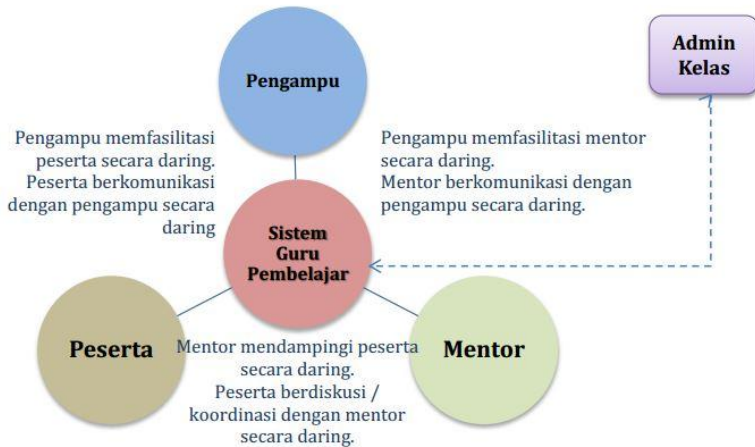 Pengampu
Admin
Kelas
Pengampu memfasilitasi
peserta secara daring.
Peserta berkomunikasi
dengan pengampu secara
daring
Pengampu memfasilitasi mentor
secara daring.
Mentor berkomunikasi dengan
pengampu secara daring.
Sistem
Guru
Pembelajar
Peserta
Mentor mendampingi peserta
secara daring.
Peserta berdiskusi /
koordinasi dengan mentor
secara daring.
Mentor